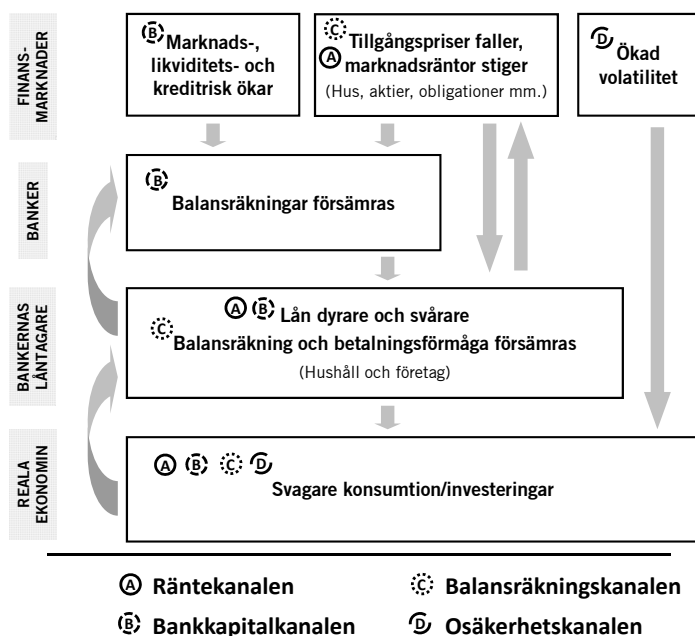 FINANS-
MARKNADER
B Marknads-,
likviditets- och
kreditrisk ökar
C Tillgångspriser faller,
A marknadsräntor stiger
(Hus, aktier, obligationer mm.)
D Ökad
volatilitet
BANKER
B
Balansräkningar försämras
BANKERNAS
LÅNTAGARE
A B Lån dyrare och svårare
C Balansräkning och betalningsförmåga försämras
(Hushåll och företag)
REALA
EKONOMIN
A B C D
Svagare konsumtion/investeringar
A Räntekanalen
C Balansräkningskanalen
B Bankkapitalkanalen
D Osäkerhetskanalen